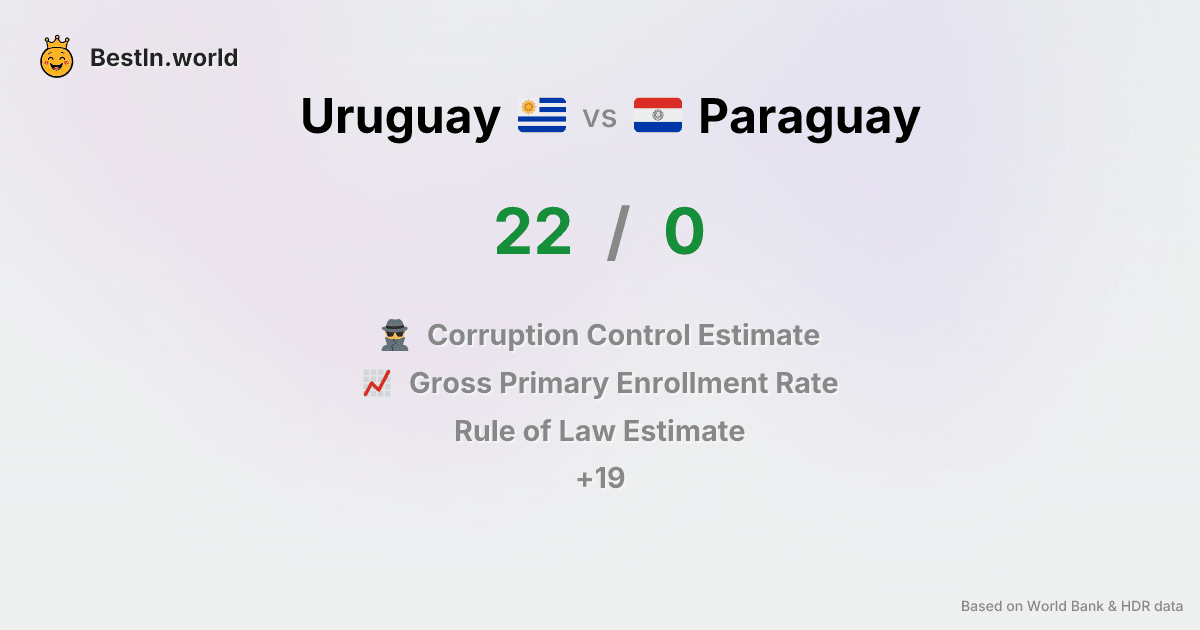 BestIn.world
Uruguay vs Paraguay
22 / 0
Corruption Control Estimate
Gross Primary Enrollment Rate
Rule of Law Estimate
+19
Based on World Bank & HDR data